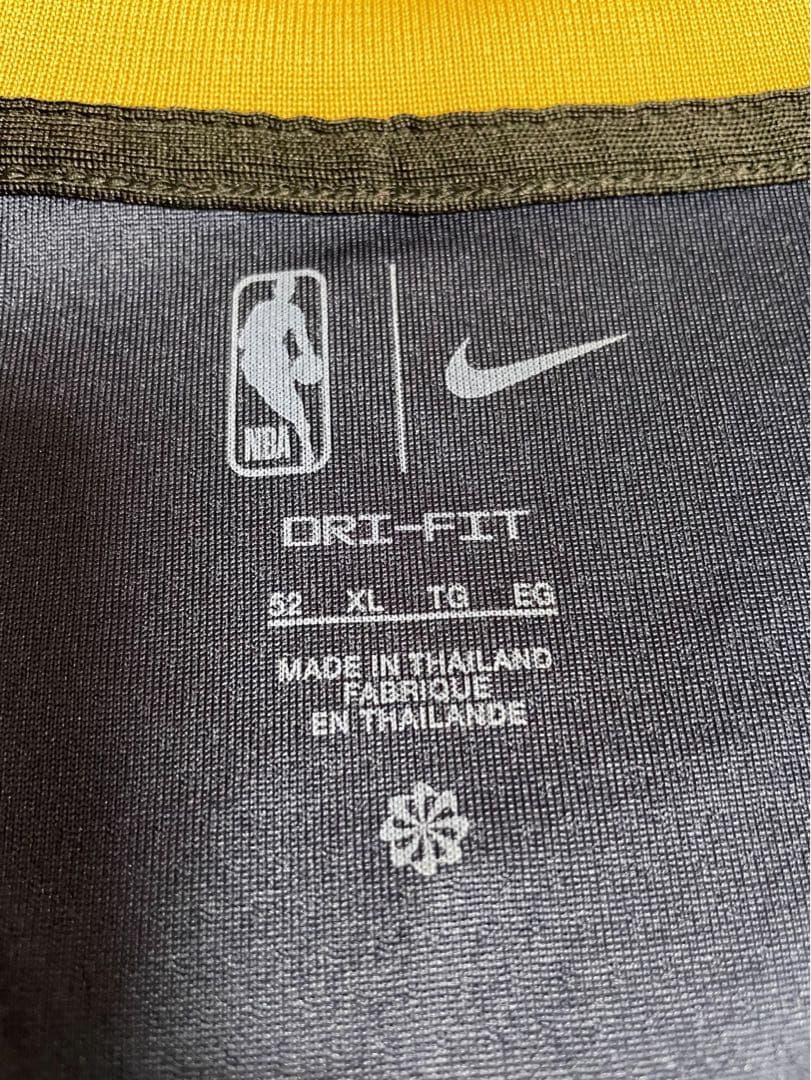 NBA
DRI-FIT
52 XL TG EG
MADE IN THAILAND
FABRIQUE
EN THAILANDE